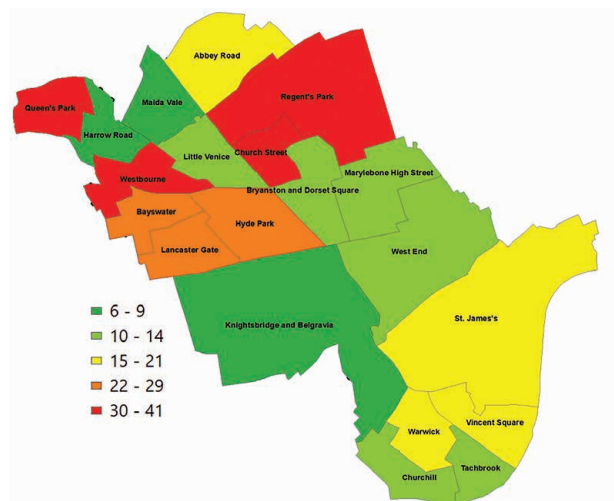 Abbey Road
Regent's Park
Maida Vale
Queen's Park
Harrow Road
Little Venice
Church Street
Marylebone High Street
Westbourne
Bryanston and Dorset Square
Bayswater
Hyde Park
Lancaster Gate
West End
St. James's
Knightsbridge and Belgravia
Vincent Square
Warwick
Tachbrook
Churchill
6 - 9
10 - 14
15 - 21
22 - 29
30 - 41